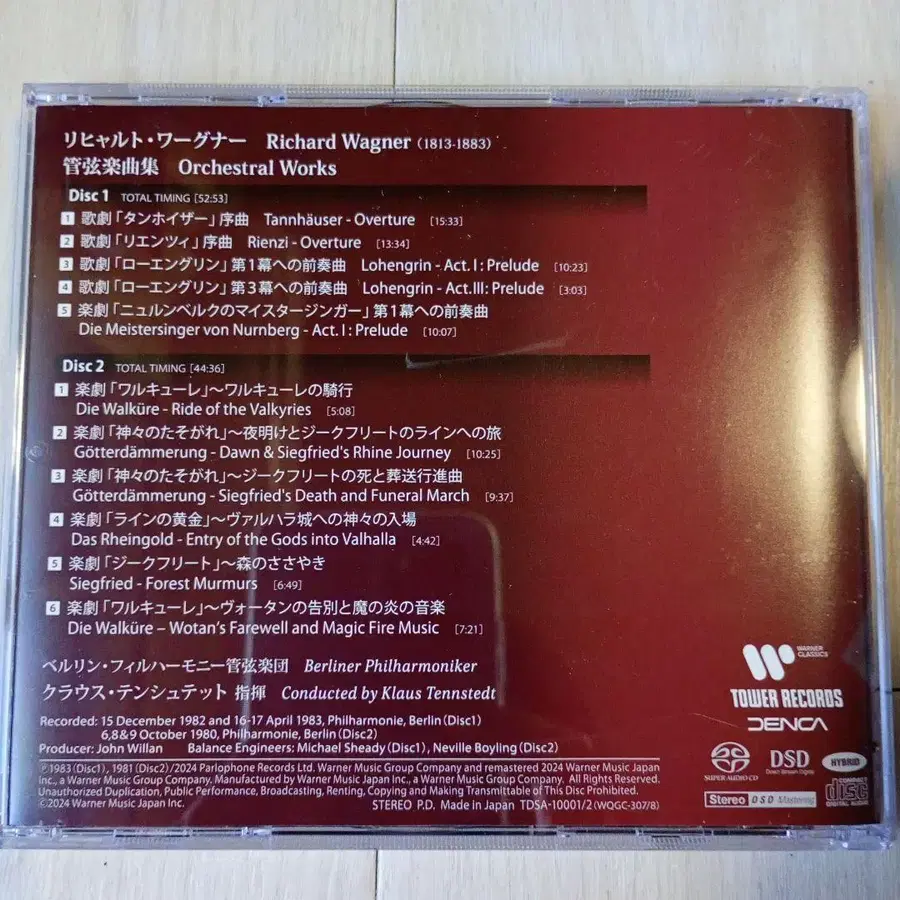 リヒャルト・ワーグナー Richard Wagner (1813-1883)
管弦楽曲集 Orchestral Works
Disc 1 TOTAL TIMING [52:53]
1 歌劇「タンホイザー」序曲 Tannhäuser - Overture [15:33]
2 歌劇「リエンツィ」序曲 Rienzi - Overture [13:34]
3 歌劇「ローエングリン」第1幕への前奏曲 Lohengrin - Act. I : Prelude [10:23]
4 歌劇「ローエングリン」第3幕への前奏曲 Lohengrin - Act.III: Prelude [3:03]
5 楽劇「ニュルンベルクのマイスタージンガー」第1幕への前奏曲
Die Meistersinger von Nurnberg - Act. I : Prelude [10:07]
Disc 2 TOTAL TIMING [44:36]
1 楽劇「ワルキューレ」～ワルキューレの騎行
Die Walküre - Ride of the Valkyries [5:08]
2 楽劇「神々のたそがれ」～夜明けとジークフリートのラインへの旅
Götterdämmerung - Dawn & Siegfried's Rhine Journey [10:25]
3 楽劇「神々のたそがれ」～ジークフリートの死と葬送行進曲
Götterdämmerung - Siegfried's Death and Funeral March [9:37]
4 楽劇「ラインの黄金」～ヴァルハラ城への神々の入場
Das Rheingold - Entry of the Gods into Valhalla [4:42]
5 楽劇「ジークフリート」～森のささやき
Siegfried - Forest Murmurs [6:49]
6 楽劇「ワルキューレ」～ヴォータンの告別と魔の炎の音楽
Die Walküre – Wotan's Farewell and Magic Fire Music [7:21]
ベルリン・フィルハーモニー管弦楽団 Berliner Philharmoniker
クラウス・テンシュテット 指揮 Conducted by Klaus Tennstedt
Recorded: 15 December 1982 and 16-17 April 1983, Philharmonie, Berlin (Disc1)
6,8&9 October 1980, Philharmonie, Berlin (Disc2)
Producer: John Willan Balance Engineers: Michael Sheady (Disc1) , Neville Boyling (Disc2)
℗1983 (Disc1), 1981 (Disc2) /2024 Parlophone Records Ltd. Warner Music Group Company and remastered 2024 Warner Music Japan
Inc., a Warner Music Group Company. Manufactured by Warner Music Japan Inc., a Warner Music Group Company. All Rights Reserved.
Unauthorized Duplication, Public Performance, Broadcasting, Renting, Copying and Making Transmittable of This Disc Prohibited.
©2024 Warner Music Japan Inc. STEREO P.D. Made in Japan TDSA-10001/2 (WQGC-307/8)
WARNER CLASSICS
TOWER RECORDS
DENCA
SUPER AUDIO CD
DSD
Direct Stream Digital
HYBRID
Stereo DSD Mastering
COMPACT disc DIGITAL AUDIO